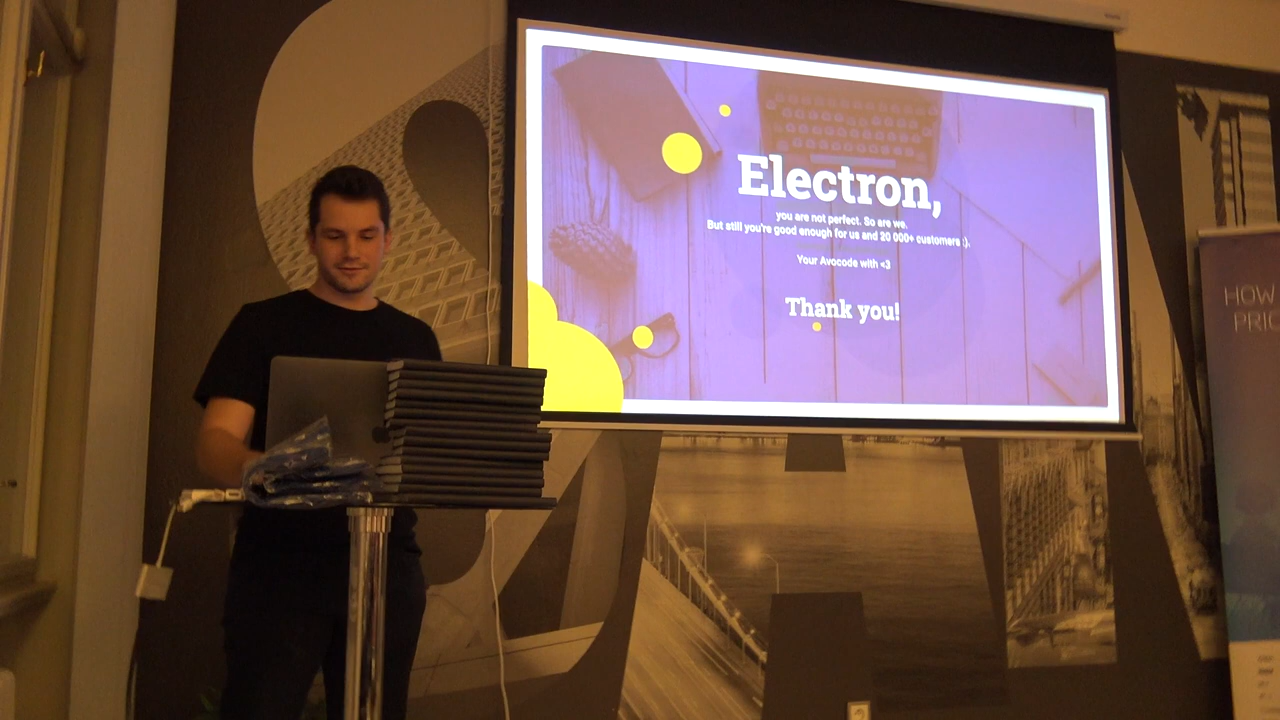 Electron,
you are not perfect. So are we.
But still you're good enough for us and 20 000+ customers :).
Your Avocode with <3
Thank you!
HOW
PRIC